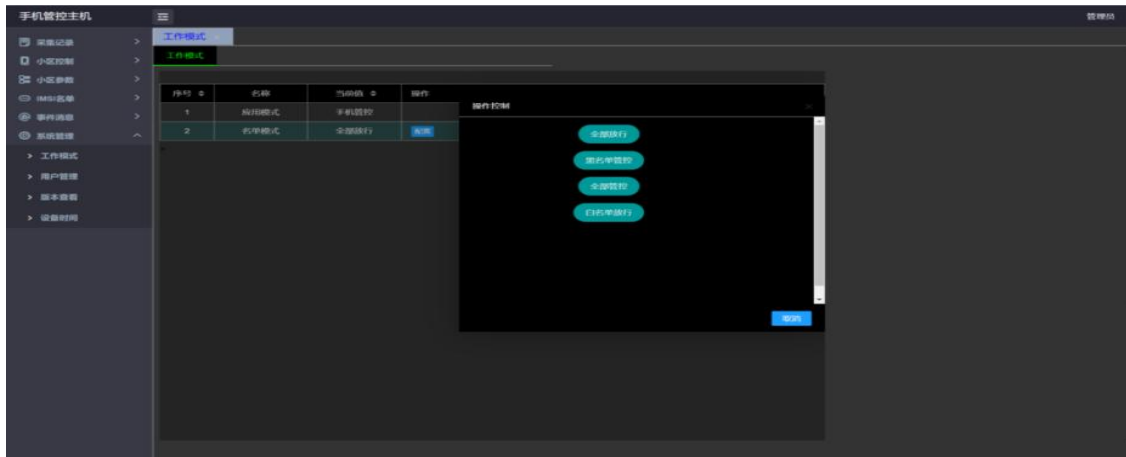 手机管控主机
管理员
采集记录
小区控制
小区参数
IMSI名单
事件消息
系统管理
工作模式
用户管理
版本查看
设备时间
工作模式
工作模式
序号 名称 当前值 操作
1 应用模式 手机管控
2 名单模式 全部放行 配置
操作控制
全部放行
黑名单管控
全部管控
白名单放行
取消